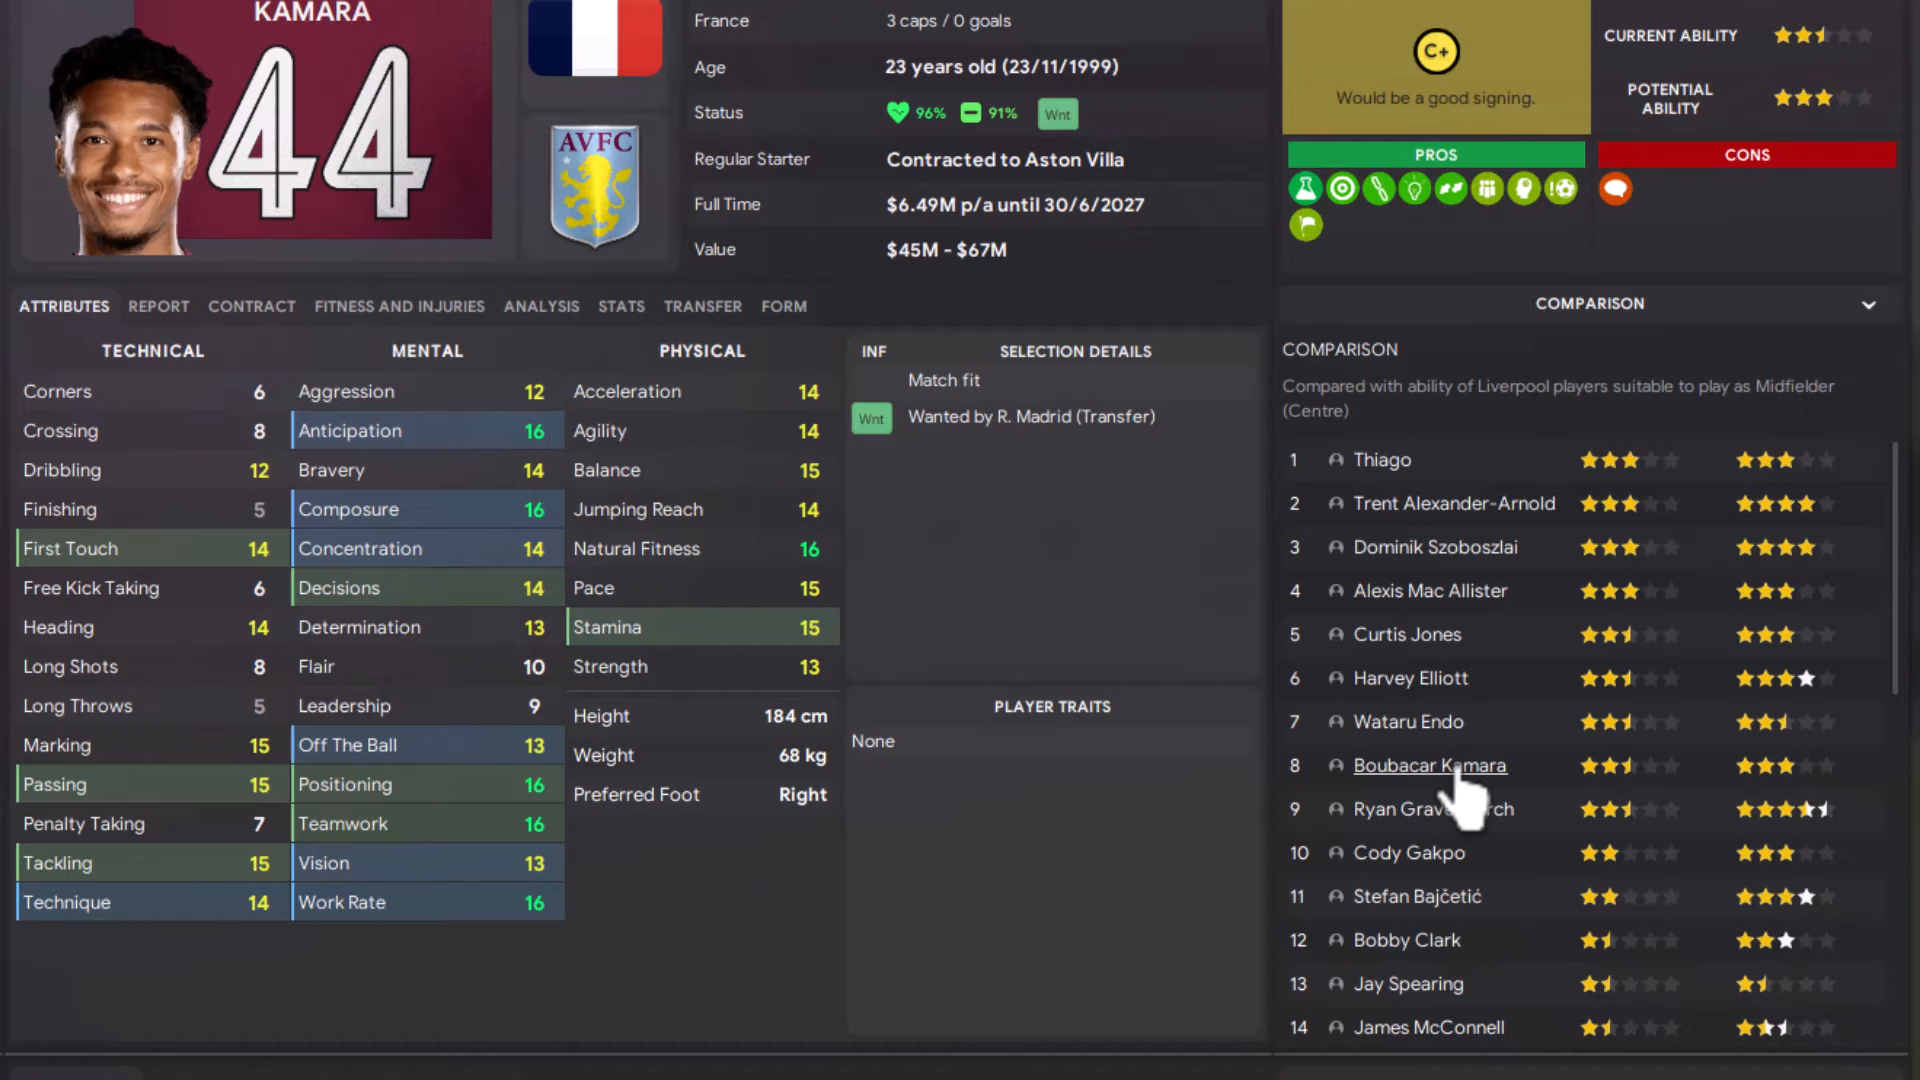 KAMARA
44
AVFC
France 3 caps / 0 goals
Age 23 years old (23/11/1999)
Status 96% 91% Wnt
Regular Starter Contracted to Aston Villa
Full Time $6.49M p/a until 30/6/2027
Value $45M - $67M
C+
Would be a good signing.
CURRENT ABILITY
POTENTIAL
ABILITY
PROS
CONS
ATTRIBUTES REPORT CONTRACT FITNESS AND INJURIES ANALYSIS STATS TRANSFER FORM
TECHNICAL
Corners 6
Crossing 8
Dribbling 12
Finishing 5
First Touch 14
Free Kick Taking 6
Heading 14
Long Shots 8
Long Throws 5
Marking 15
Passing 15
Penalty Taking 7
Tackling 15
Technique 14
MENTAL
Aggression 12
Anticipation 16
Bravery 14
Composure 16
Concentration 14
Decisions 14
Determination 13
Flair 10
Leadership 9
Off The Ball 13
Positioning 16
Teamwork 16
Vision 13
Work Rate 16
PHYSICAL
Acceleration 14
Agility 14
Balance 15
Jumping Reach 14
Natural Fitness 16
Pace 15
Stamina 15
Strength 13
Height 184 cm
Weight 68 kg
Preferred Foot Right
INF SELECTION DETAILS
Match fit
Wnt Wanted by R. Madrid (Transfer)
PLAYER TRAITS
None
COMPARISON
COMPARISON
Compared with ability of Liverpool players suitable to play as Midfielder
(Centre)
1 Thiago
2 Trent Alexander-Arnold
3 Dominik Szoboszlai
4 Alexis Mac Allister
5 Curtis Jones
6 Harvey Elliott
7 Wataru Endo
8 Boubacar Kamara
9 Ryan
10 Cody Gakpo
11 Stefan Bajčetić
12 Bobby Clark
13 Jay Spearing
14 James McConnell